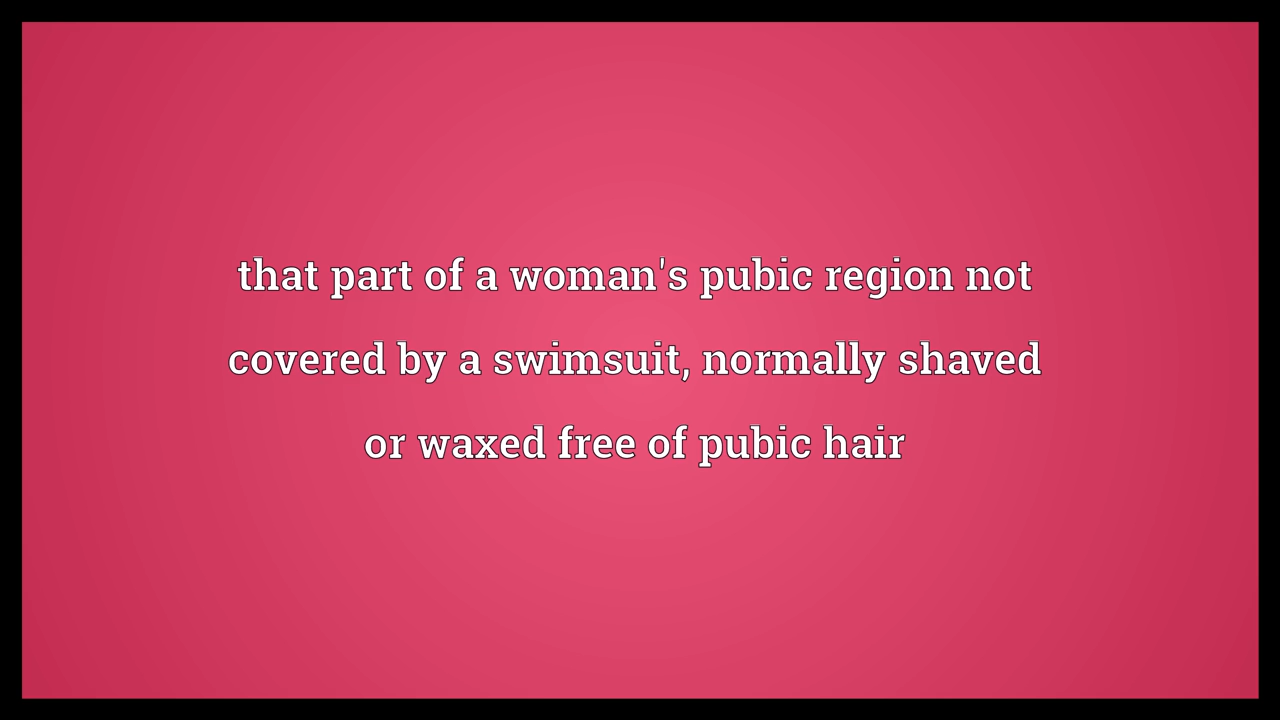 that part of a woman's pubic region not
covered by a swimsuit, normally shaved
or waxed free of pubic hair